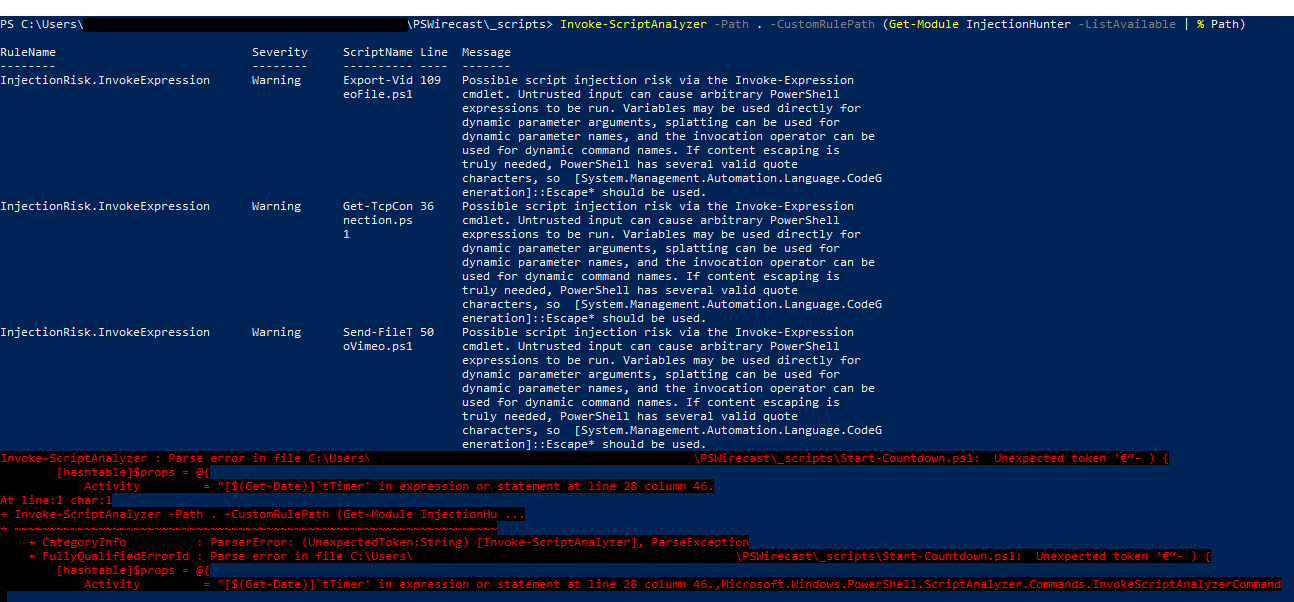 PS C:\Users\ \PSWirecast\_scripts> Invoke-ScriptAnalyzer -Path . -CustomRulePath (Get-Module InjectionHunter -ListAvailable | % Path)
RuleName Severity ScriptName Line Message
-------- -------- ---------- ---- -------
InjectionRisk.InvokeExpression Warning Export-Vid 109 Possible script injection risk via the Invoke-Expression
eoFile.ps1 cmdlet. Untrusted input can cause arbitrary PowerShell
expressions to be run. Variables may be used directly for
dynamic parameter arguments, splatting can be used for
dynamic parameter names, and the invocation operator can be
used for dynamic command names. If content escaping is
truly needed, PowerShell has several valid quote
characters, so [System.Management.Automation.Language.CodeG
eneration]::Escape* should be used.
InjectionRisk.InvokeExpression Warning Get-TcpCon 36 Possible script injection risk via the Invoke-Expression
nection.ps cmdlet. Untrusted input can cause arbitrary PowerShell
1 expressions to be run. Variables may be used directly for
dynamic parameter arguments, splatting can be used for
dynamic parameter names, and the invocation operator can be
used for dynamic command names. If content escaping is
truly needed, PowerShell has several valid quote
characters, so [System.Management.Automation.Language.CodeG
eneration]::Escape* should be used.
InjectionRisk.InvokeExpression Warning Send-FileT 50 Possible script injection risk via the Invoke-Expression
oVimeo.ps1 cmdlet. Untrusted input can cause arbitrary PowerShell
expressions to be run. Variables may be used directly for
dynamic parameter arguments, splatting can be used for
dynamic parameter names, and the invocation operator can be
used for dynamic command names. If content escaping is
truly needed, PowerShell has several valid quote
characters, so [System.Management.Automation.Language.CodeG
eneration]::Escape* should be used.
Invoke-ScriptAnalyzer : Parse error in file C:\Users\ \PSWirecast\_scripts\Start-Countdown.ps1: Unexpected token '€“- ) {
[hashtable]$props = @{
Activity = "[$(Get-Date)]`tTimer' in expression or statement at line 28 column 46.
At line:1 char:1
+ Invoke-ScriptAnalyzer -Path . -CustomRulePath (Get-Module InjectionHu ...
+ ~~~~~~~~~~~~~~~~~~~~~~~~~~~~~~~~~~~~~~~~~~~~~~~~~~~~~~~~~~~~~~~~~~~~~
+ CategoryInfo : ParserError: (UnexpectedToken:String) [Invoke-ScriptAnalyzer], ParseException
+ FullyQualifiedErrorId : Parse error in file C:\Users\ \PSWirecast\_scripts\Start-Countdown.ps1: Unexpected token '€“- ) {
[hashtable]$props = @{
Activity = "[$(Get-Date)]`tTimer' in expression or statement at line 28 column 46.,Microsoft.Windows.PowerShell.ScriptAnalyzer.Commands.InvokeScriptAnalyzerCommand